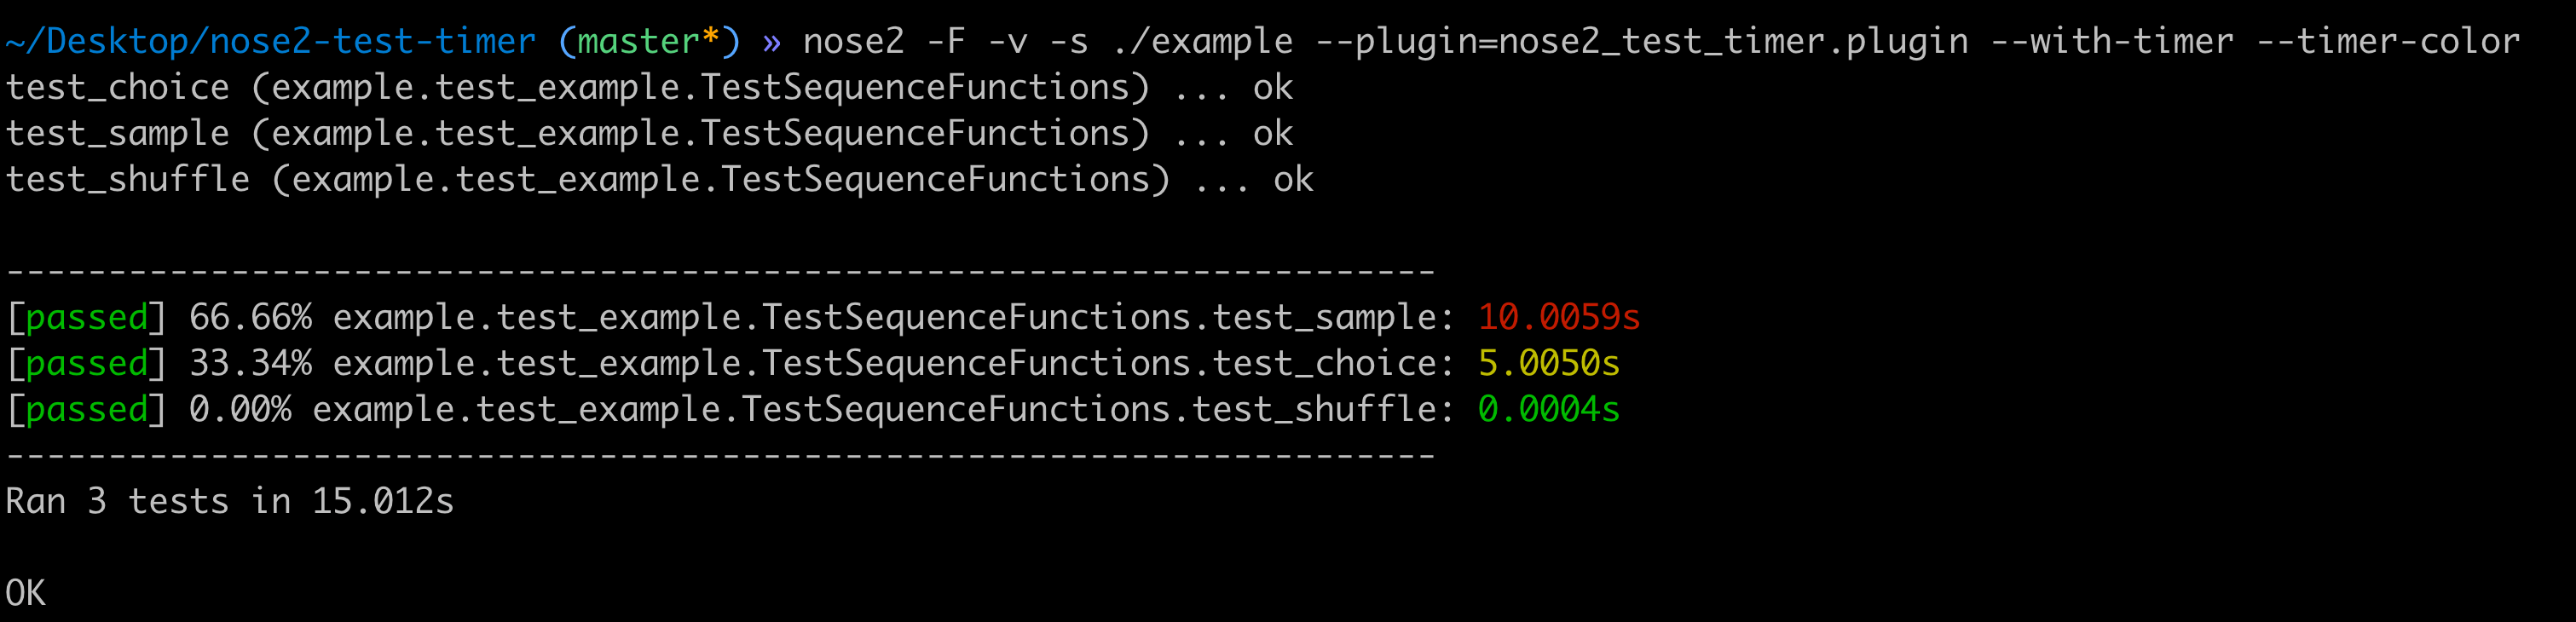 ~/Desktop/nose2-test-timer (master*) » nose2 -F -v -s ./example --plugin=nose2_test_timer.plugin --with-timer --timer-color
test_choice (example.test_example.TestSequenceFunctions) ... ok
test_sample (example.test_example.TestSequenceFunctions) ... ok
test_shuffle (example.test_example.TestSequenceFunctions) ... ok
----------------------------------------------------------------------
[passed] 66.66% example.test_example.TestSequenceFunctions.test_sample: 10.0059s
[passed] 33.34% example.test_example.TestSequenceFunctions.test_choice: 5.0050s
[passed] 0.00% example.test_example.TestSequenceFunctions.test_shuffle: 0.0004s
----------------------------------------------------------------------
Ran 3 tests in 15.012s
OK